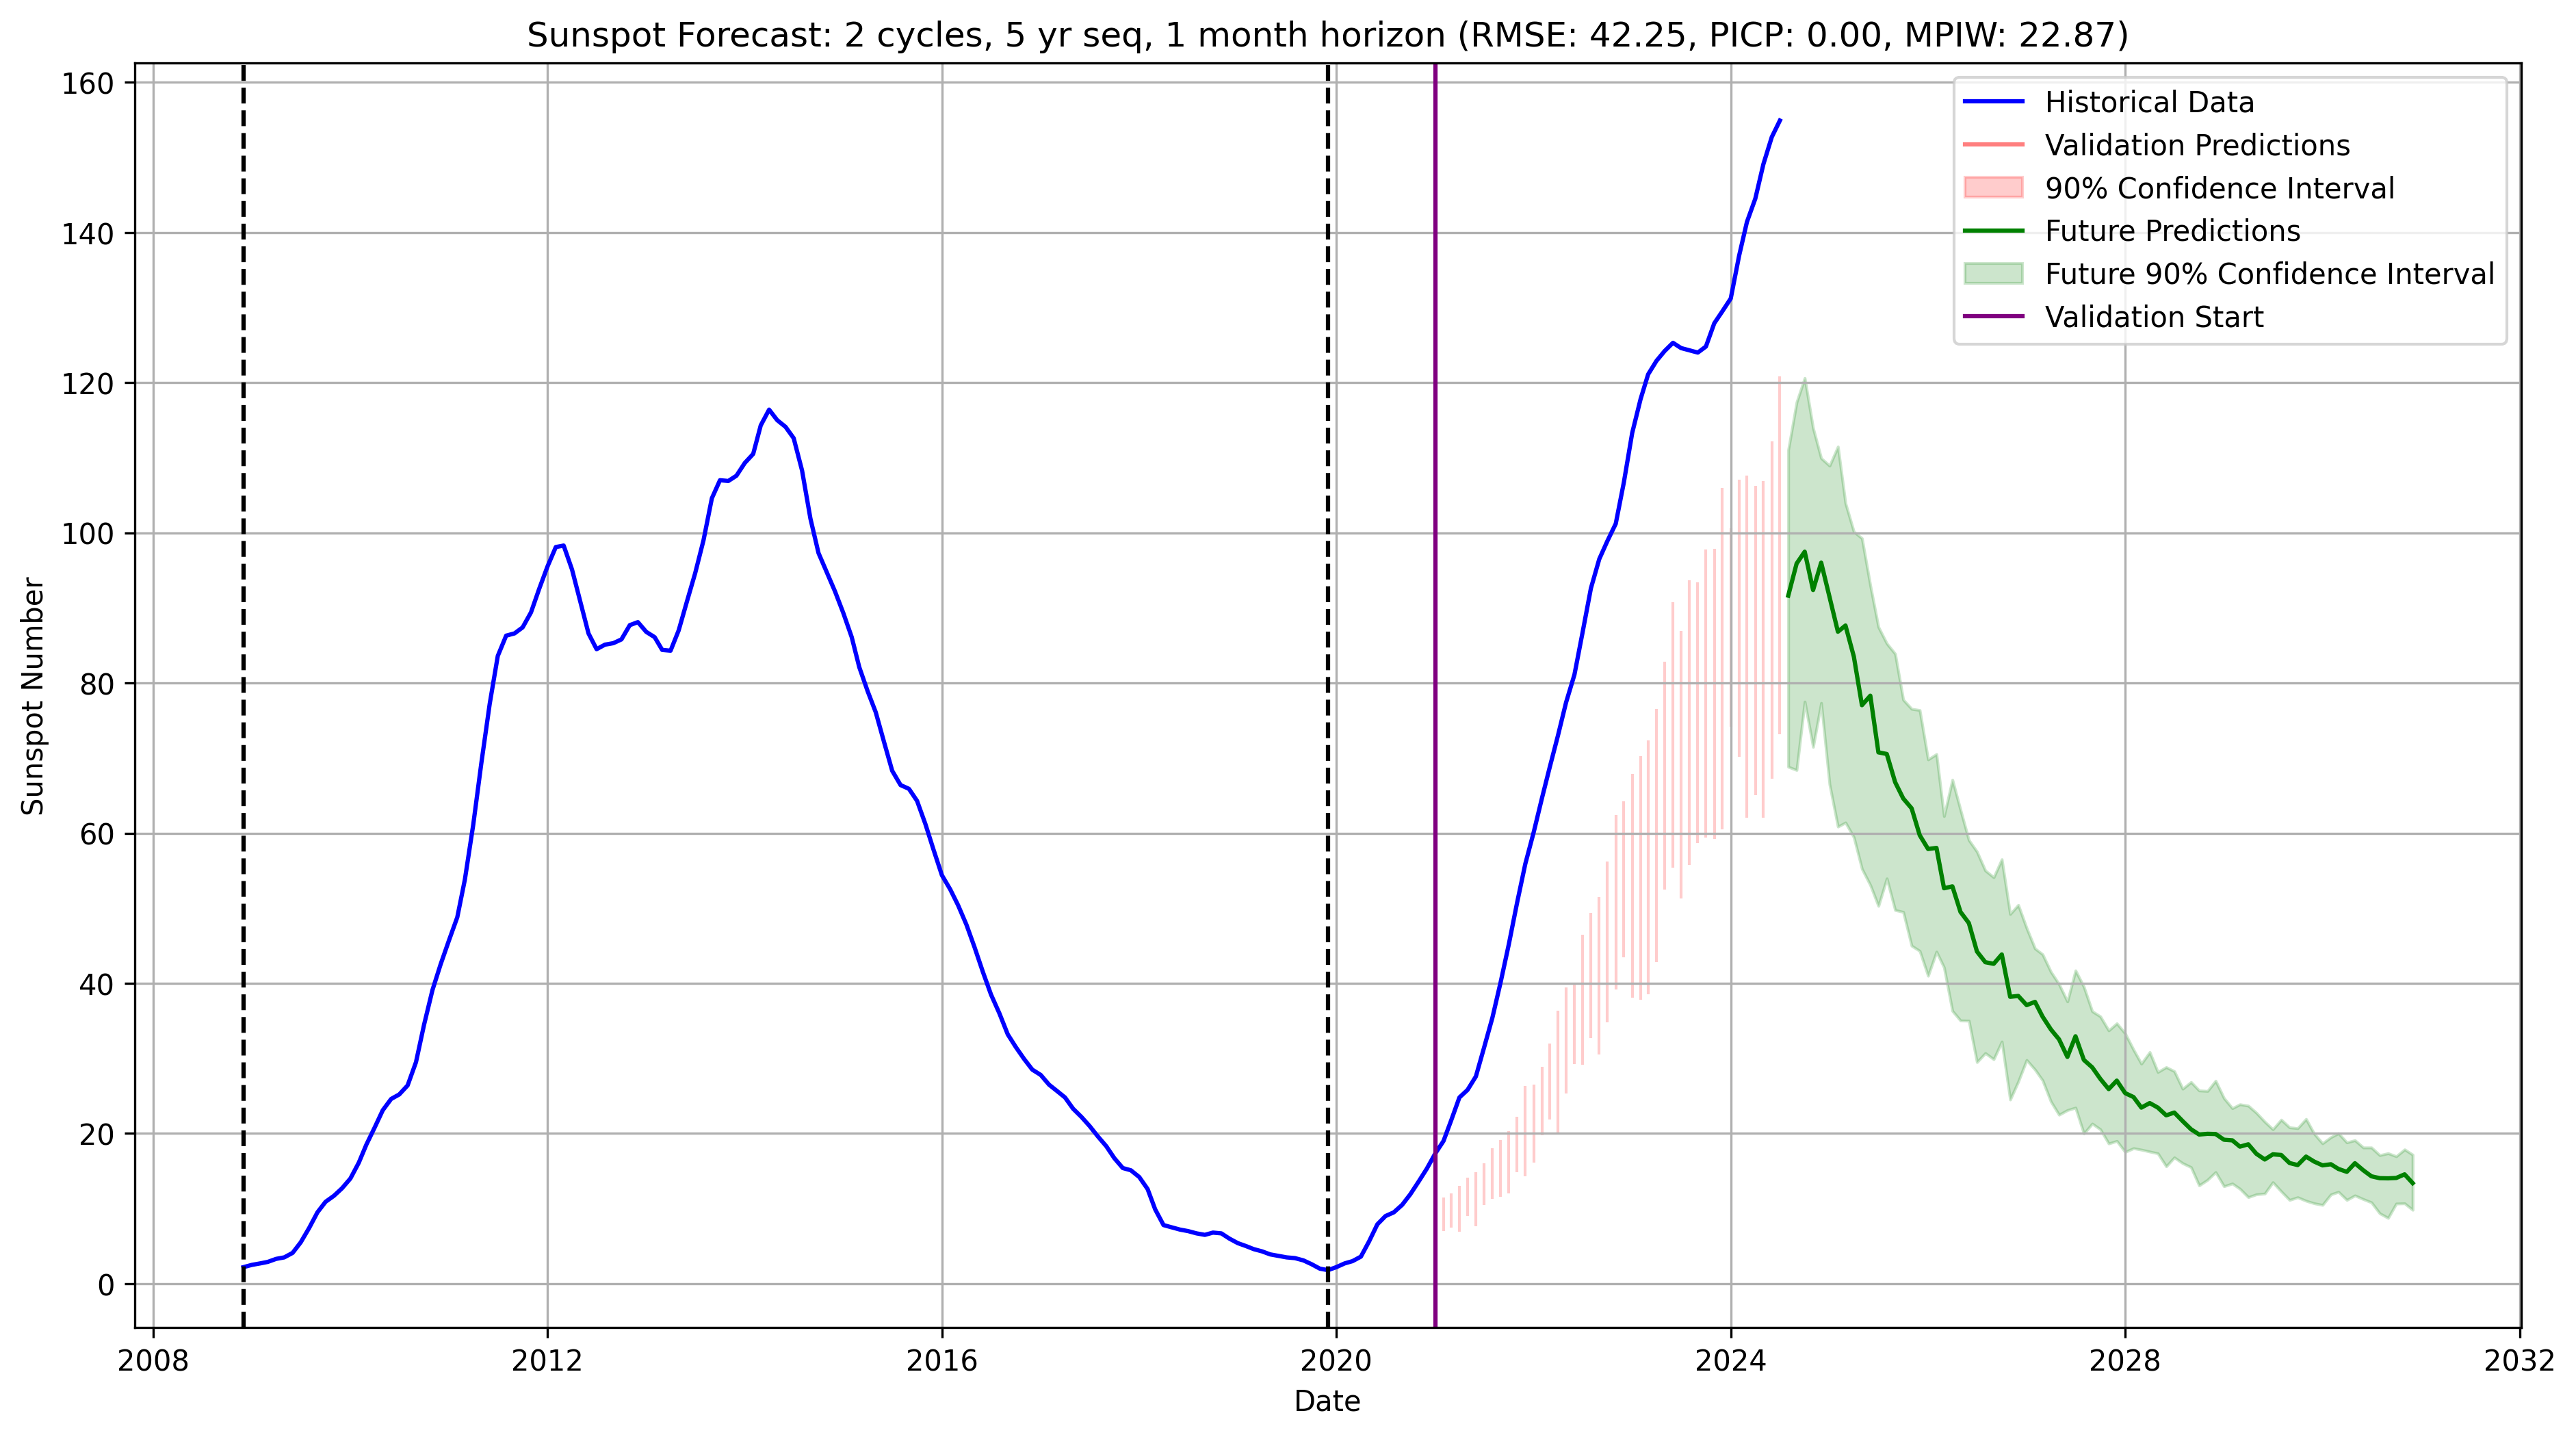 Sunspot Forecast: 2 cycles, 5 yr seq, 1 month horizon (RMSE: 42.25, PICP: 0.00, MPIW: 22.87)
160
140
120
100
80
60
40
20
0
Sunspot Number
Historical Data
Validation Predictions
90% Confidence Interval
Future Predictions
Future 90% Confidence Interval
Validation Start
2008
2012
2016
2020
2024
2028
2032
Date